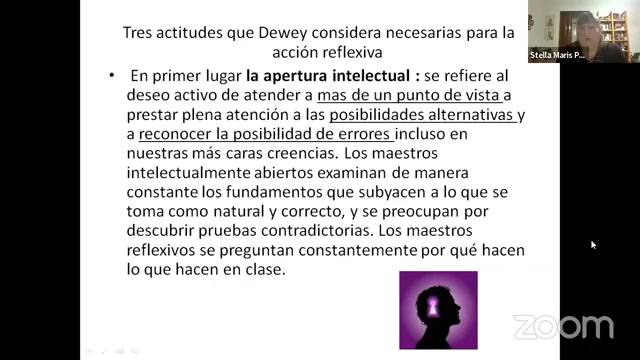 Tres actitudes que Dewey considera necesarias para la
acción reflexiva
• En primer lugar la apertura intelectual : se refiere al
deseo activo de atender a mas de un punto de vista a
prestar plena atención a las posibilidades alternativas y
a reconocer la posibilidad de errores incluso en
nuestras más caras creencias. Los maestros
intelectualmente abiertos examinan de manera
constante los fundamentos que subyacen a lo que se
toma como natural y correcto, y se preocupan por
descubrir pruebas contradictorias. Los maestros
reflexivos se preguntan constantemente por qué hacen
lo que hacen en clase.
Stella Maris P...
zoom